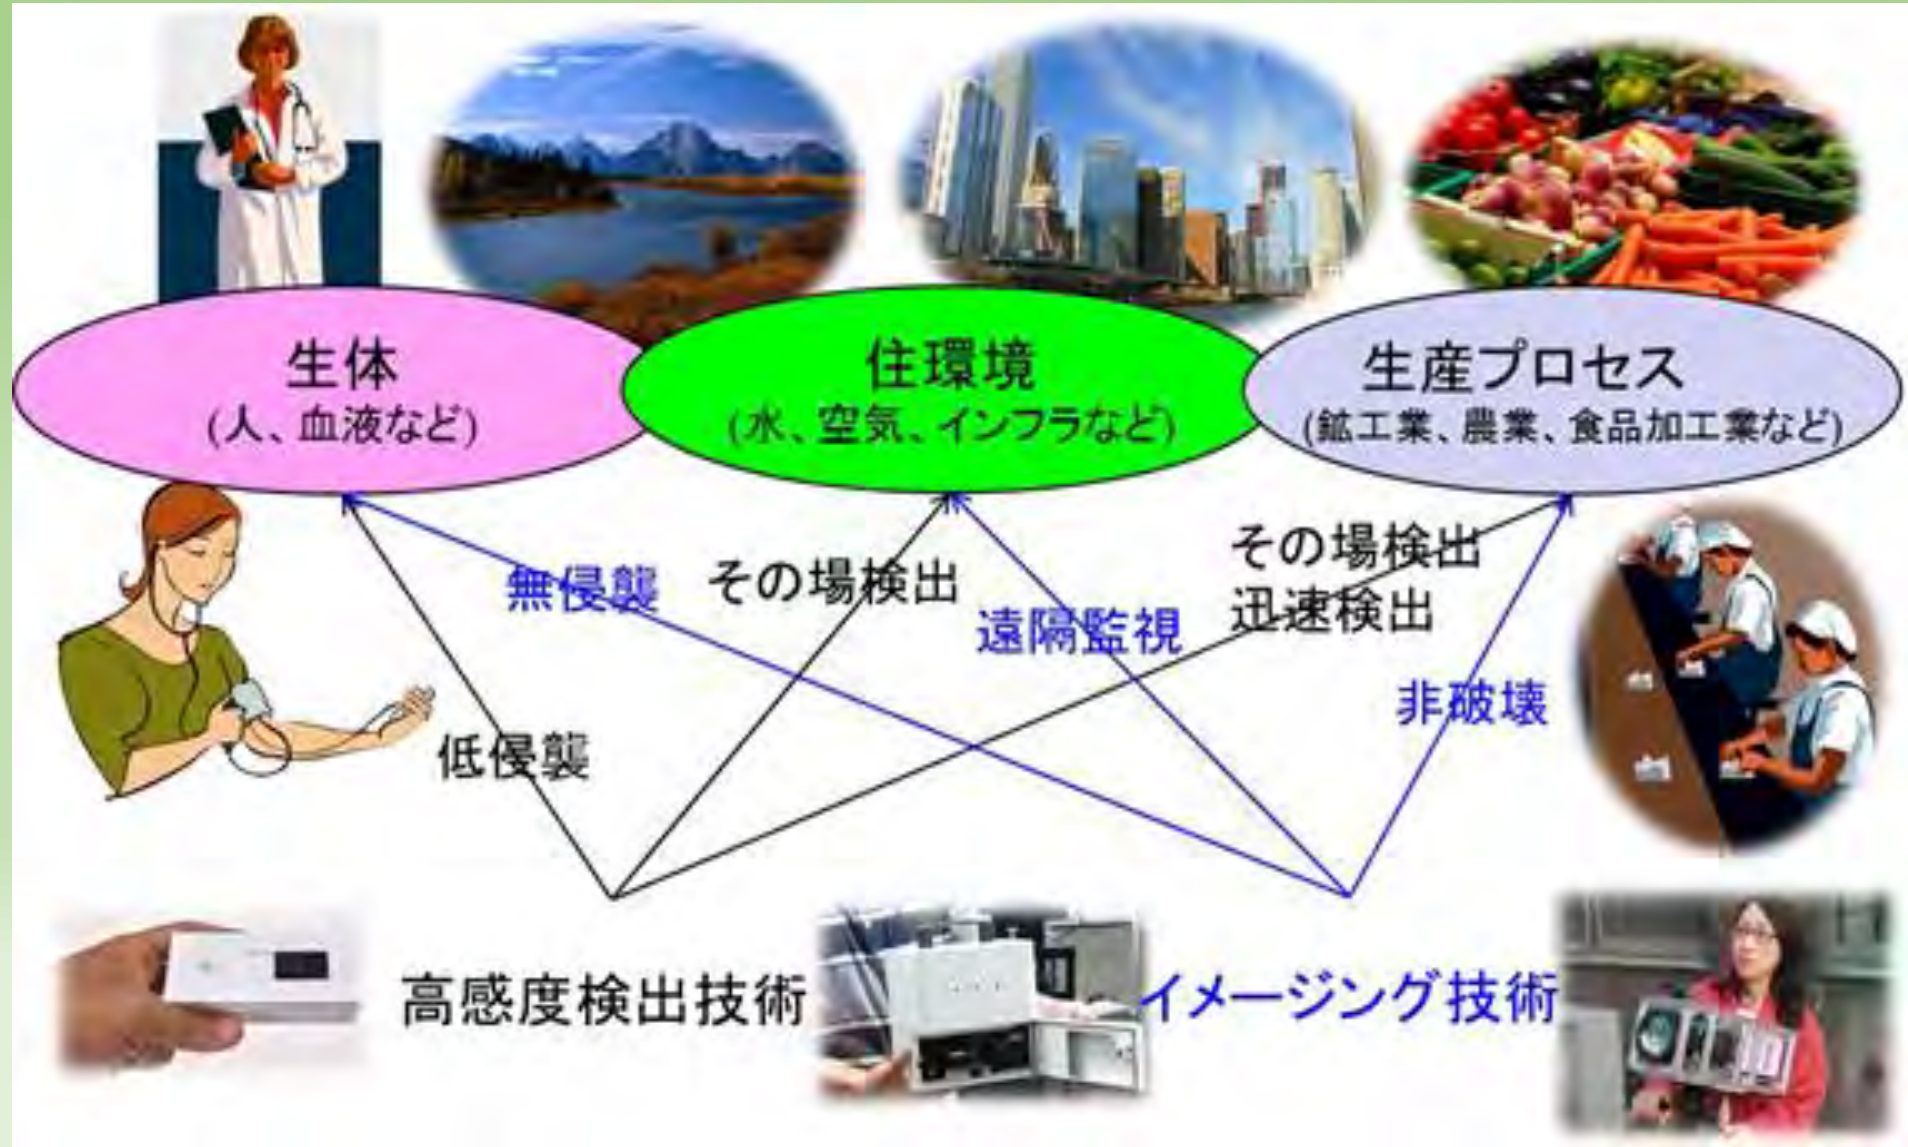 生体
(人、血液など)
住環境
(水、空気、インフラなど)
生産プロセス
(鉱工業、農業、食品加工業など)
無侵襲
その場検出
その場検出
迅速検出
遠隔監視
非破壊
低侵襲
高感度検出技術
イメージング技術